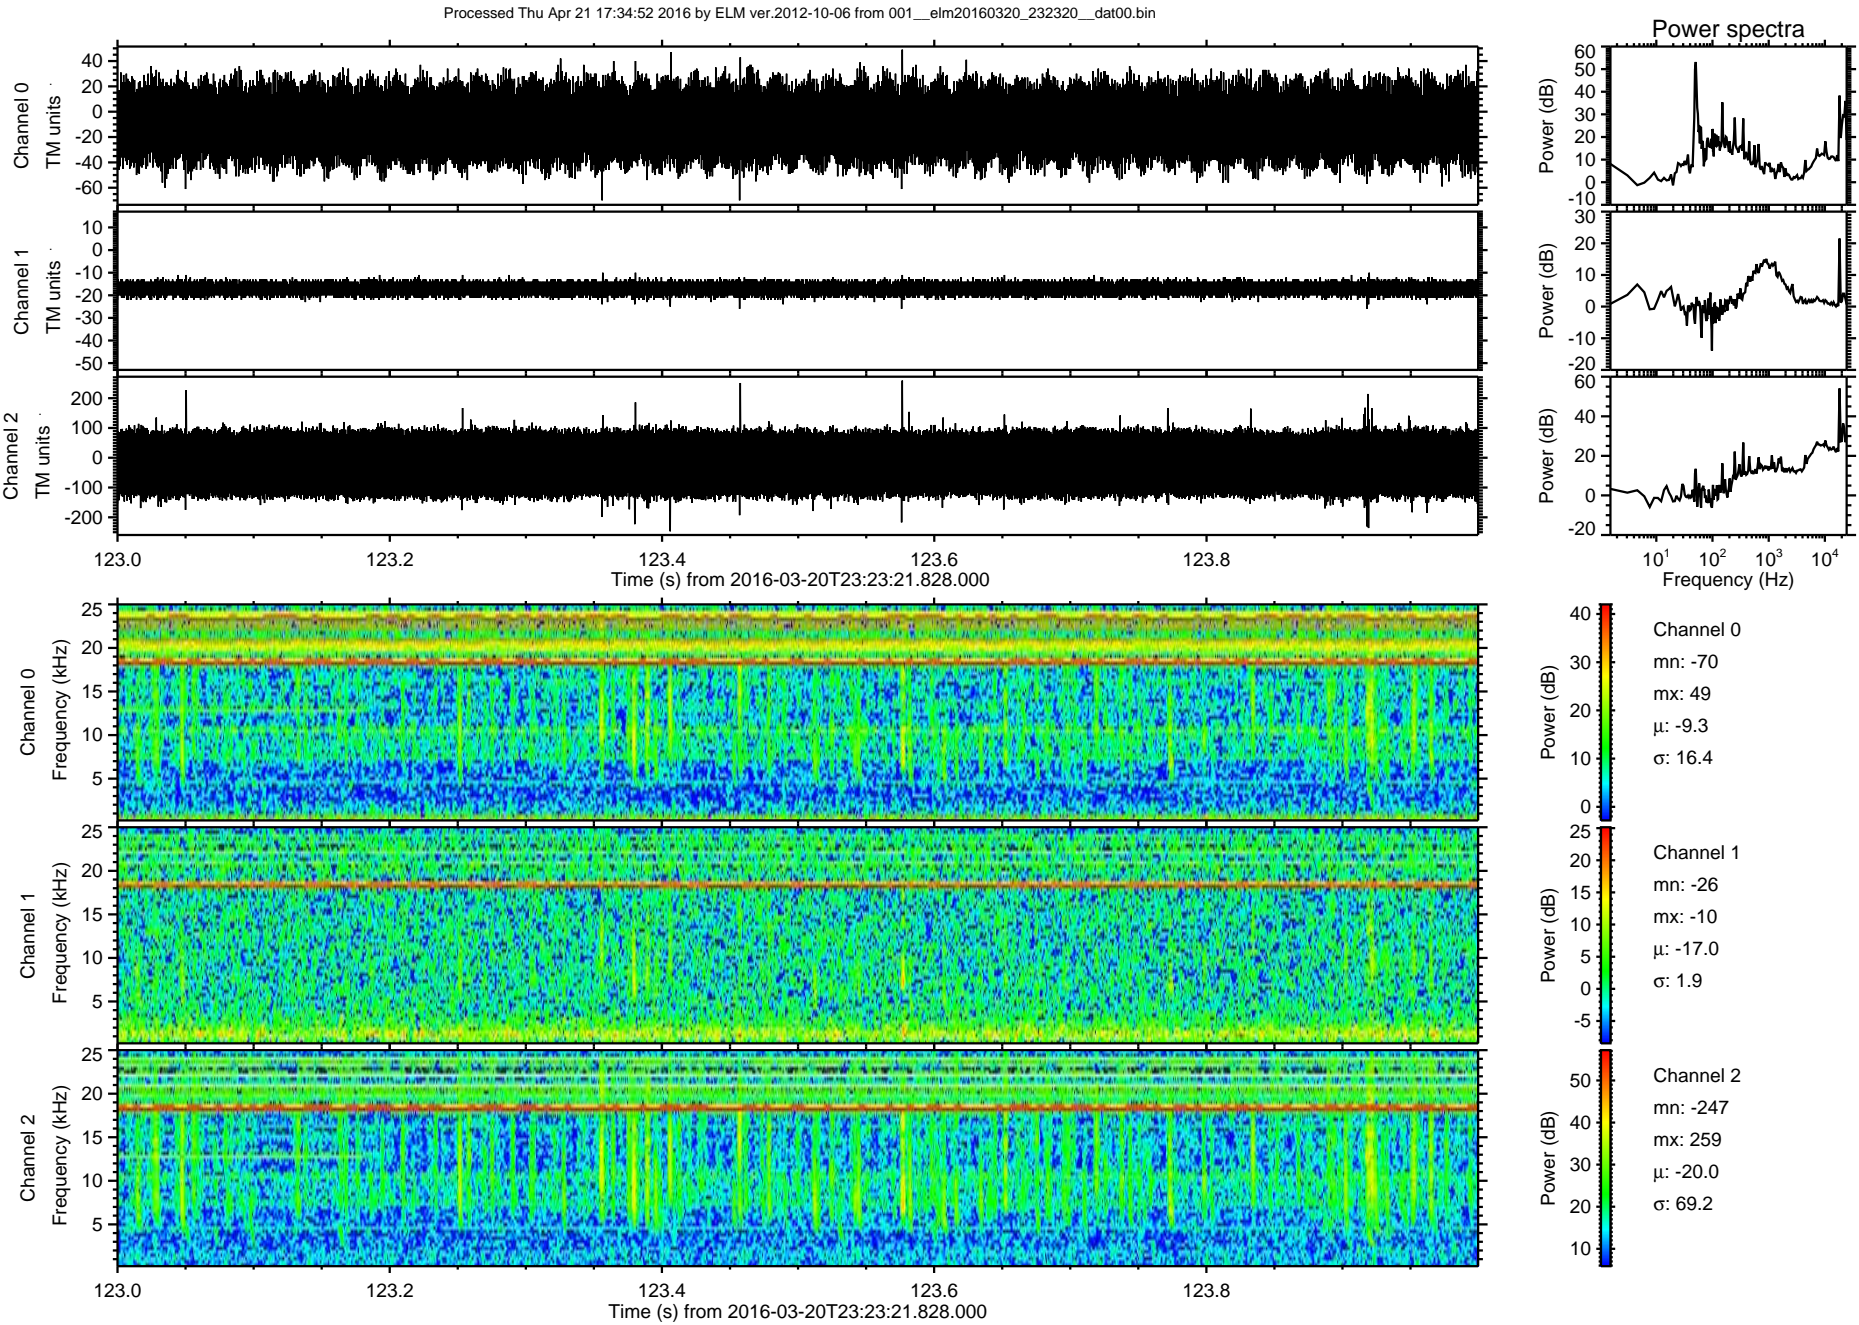 Processed Thu Apr 21 17:34:52 2016 by ELM ver.2012-10-06 from 001__elm20160320_232320__dat00.bin
Power spectra
Channel 0
TM units
40
20
0
-20
-40
-60
Power (dB)
60
50
40
30
20
10
0
-10
Channel 1
TM units
10
0
-10
-20
-30
-40
-50
Power (dB)
30
20
10
0
-10
-20
Channel 2
TM units
200
100
0
-100
-200
Power (dB)
60
40
20
0
-20
123.0 123.2 123.4 123.6 123.8
Time (s) from 2016-03-20T23:23:21.828.000
10¹ 10² 10³ 10⁴
Frequency (Hz)
Channel 0
Frequency (kHz)
25
20
15
10
5
Power (dB)
40
30
20
10
0
Channel 0
mn: -70
mx: 49
μ: -9.3
σ: 16.4
Channel 1
Frequency (kHz)
25
20
15
10
5
Power (dB)
25
20
15
10
5
0
-5
Channel 1
mn: -26
mx: -10
μ: -17.0
σ: 1.9
Channel 2
Frequency (kHz)
25
20
15
10
5
Power (dB)
50
40
30
20
10
Channel 2
mn: -247
mx: 259
μ: -20.0
σ: 69.2
123.0 123.2 123.4 123.6 123.8
Time (s) from 2016-03-20T23:23:21.828.000